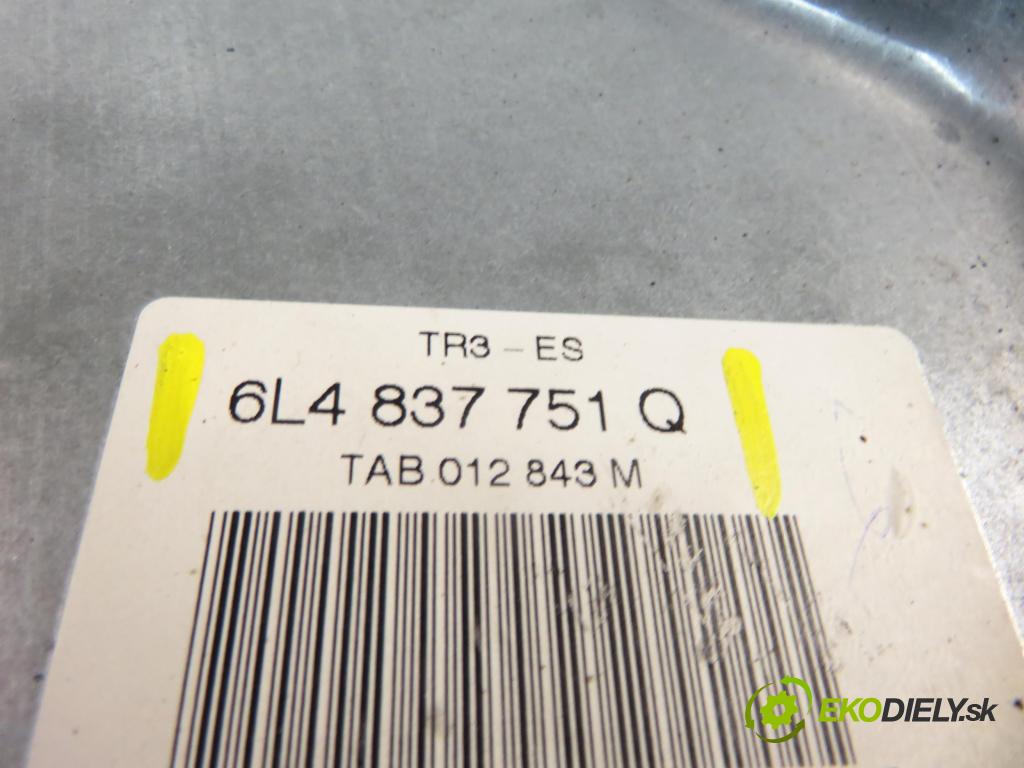 TR3 - ES
6L4 837 751 Q
TAB 012 843 M
EKODIELY.sk